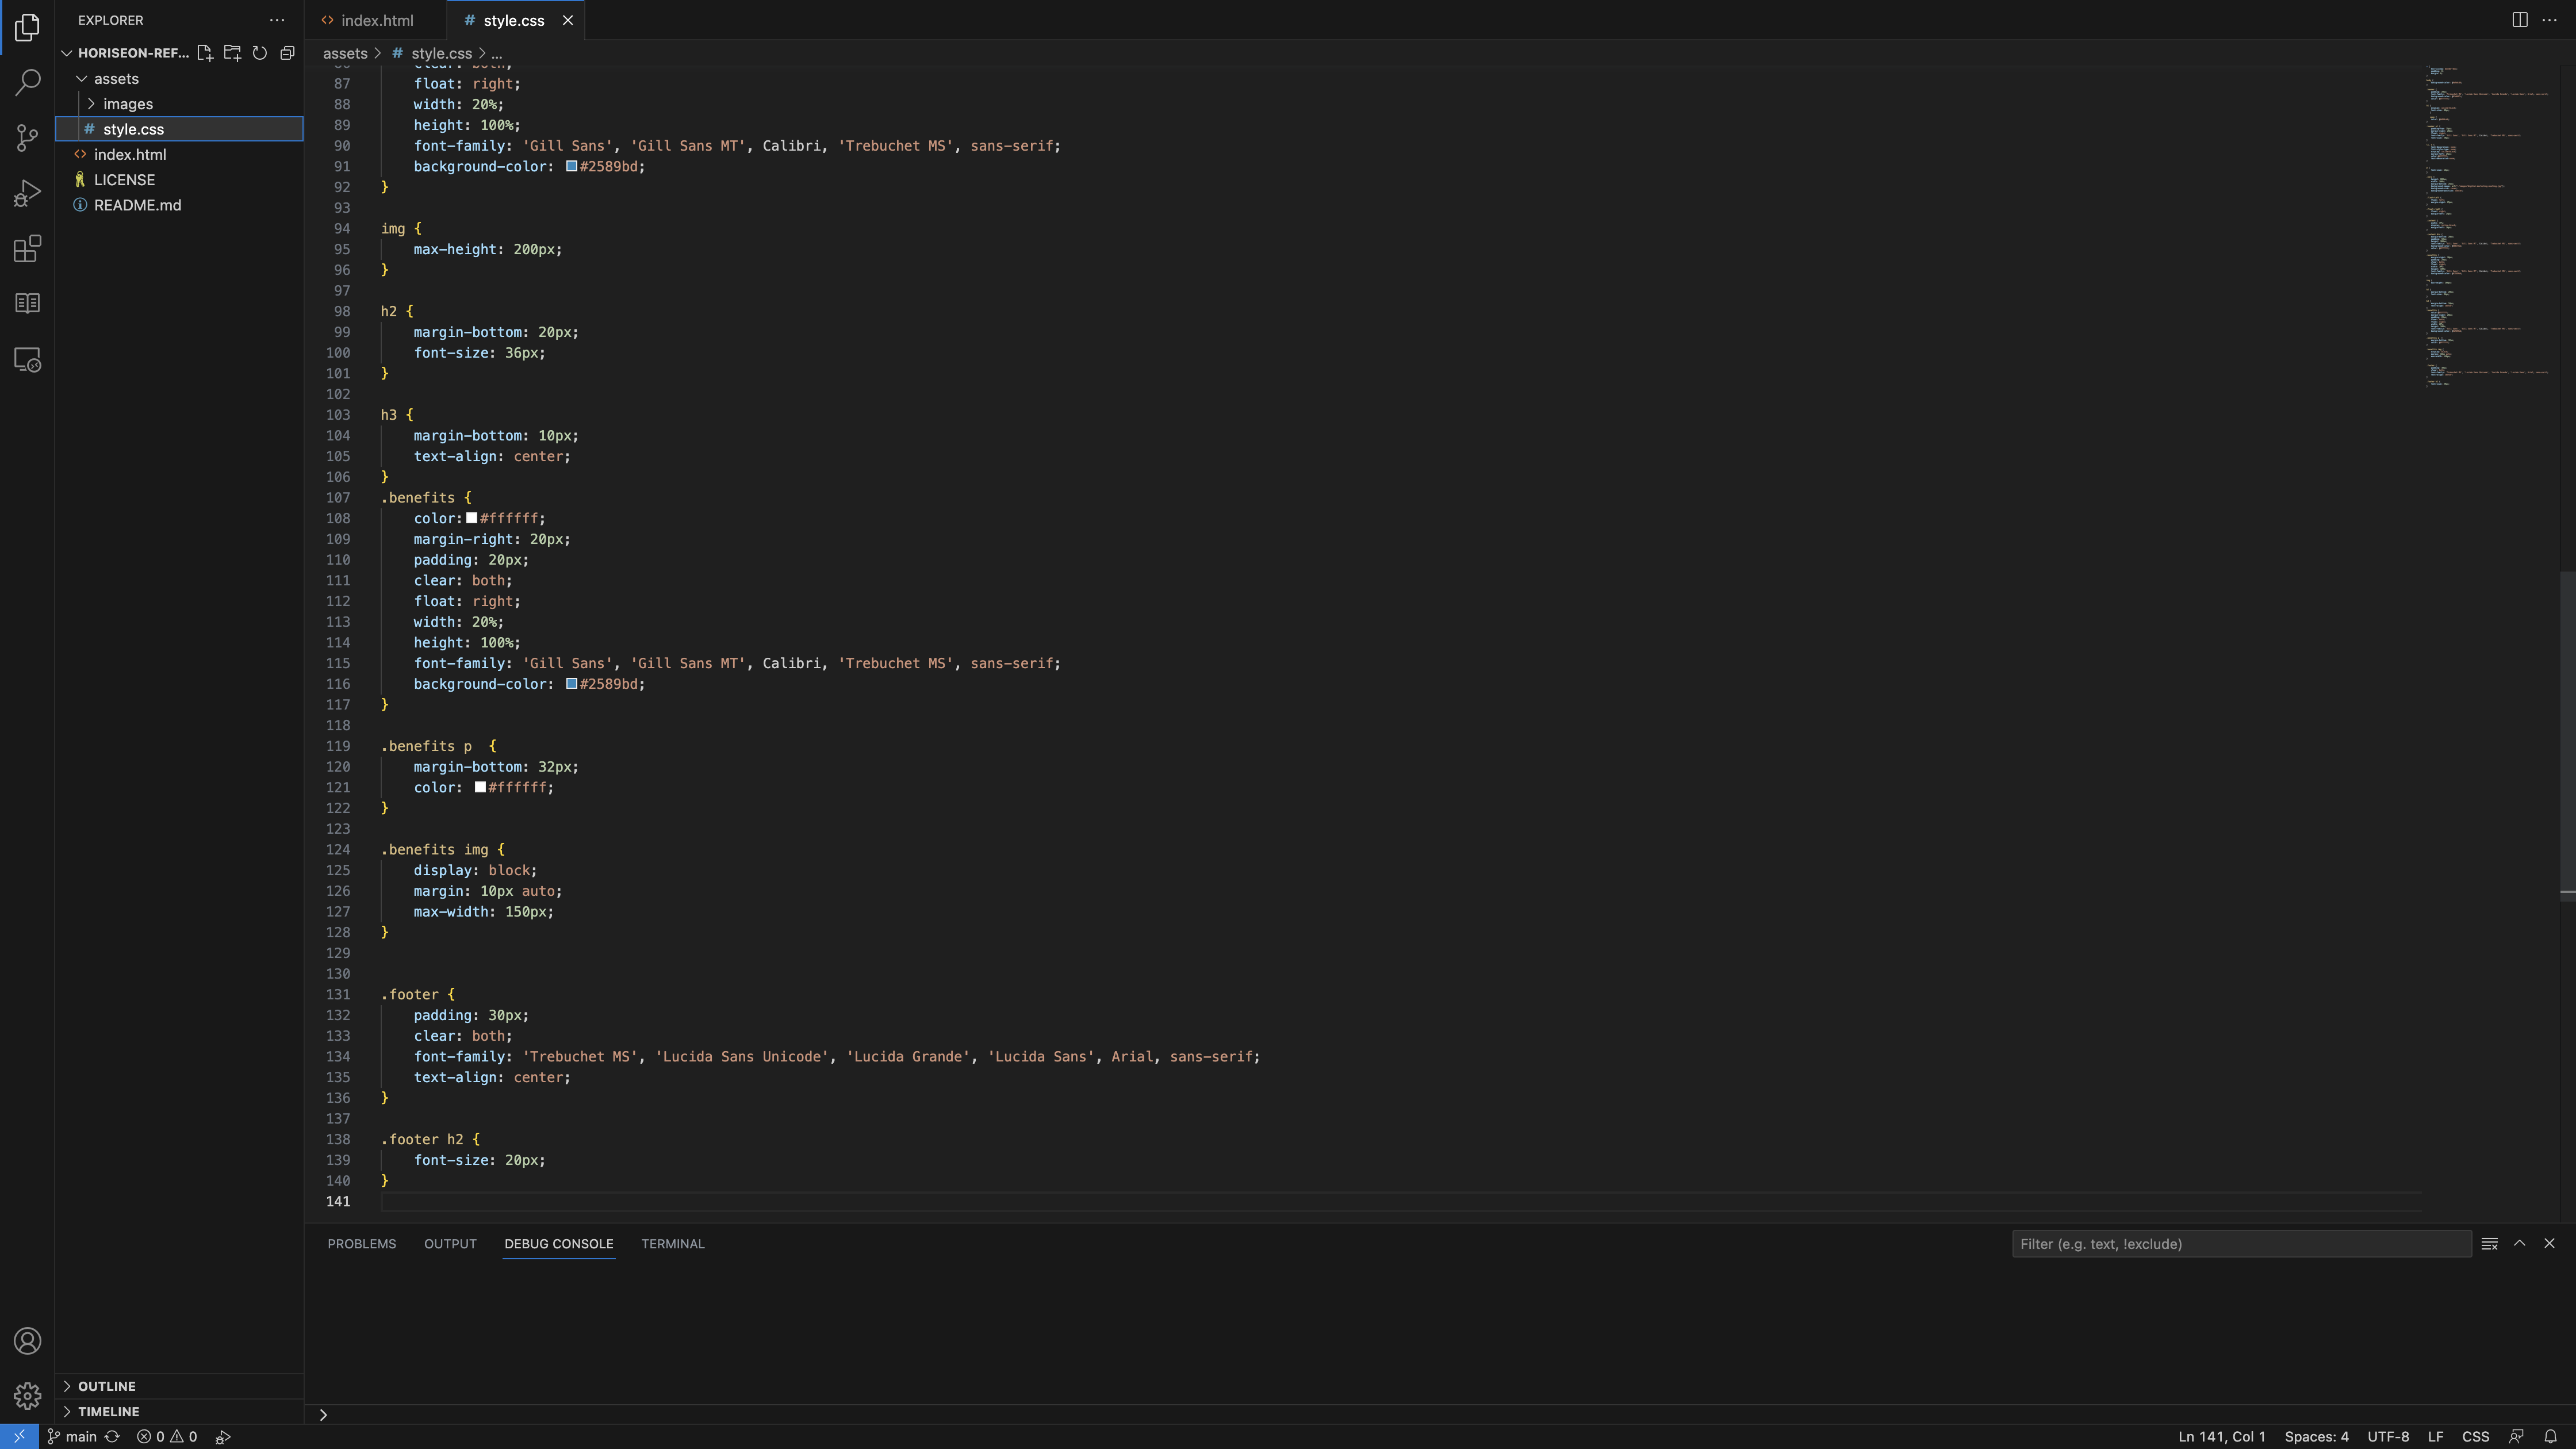 EXPLORER
index.html
# style.css
HORISEON-REF...
assets
images
# style.css
index.html
LICENSE
README.md
assets > # style.css > ...
87 float: right;
88 width: 20%;
89 height: 100%;
90 font-family: 'Gill Sans', 'Gill Sans MT', Calibri, 'Trebuchet MS', sans-serif;
91 background-color: #2589bd;
92 }
93
94 img {
95 max-height: 200px;
96 }
97
98 h2 {
99 margin-bottom: 20px;
100 font-size: 36px;
101 }
102
103 h3 {
104 margin-bottom: 10px;
105 text-align: center;
106 }
107 .benefits {
108 color: #ffffff;
109 margin-right: 20px;
110 padding: 20px;
111 clear: both;
112 float: right;
113 width: 20%;
114 height: 100%;
115 font-family: 'Gill Sans', 'Gill Sans MT', Calibri, 'Trebuchet MS', sans-serif;
116 background-color: #2589bd;
117 }
118
119 .benefits p  {
120 margin-bottom: 32px;
121 color: #ffffff;
122 }
123
124 .benefits img {
125 display: block;
126 margin: 10px auto;
127 max-width: 150px;
128 }
129
130
131 .footer {
132 padding: 30px;
133 clear: both;
134 font-family: 'Trebuchet MS', 'Lucida Sans Unicode', 'Lucida Grande', 'Lucida Sans', Arial, sans-serif;
135 text-align: center;
136 }
137
138 .footer h2 {
139 font-size: 20px;
140 }
141
PROBLEMS OUTPUT DEBUG CONSOLE TERMINAL
Filter (e.g. text, !exclude)
OUTLINE
TIMELINE
main 0 0
Ln 141, Col 1 Spaces: 4 UTF-8 LF CSS